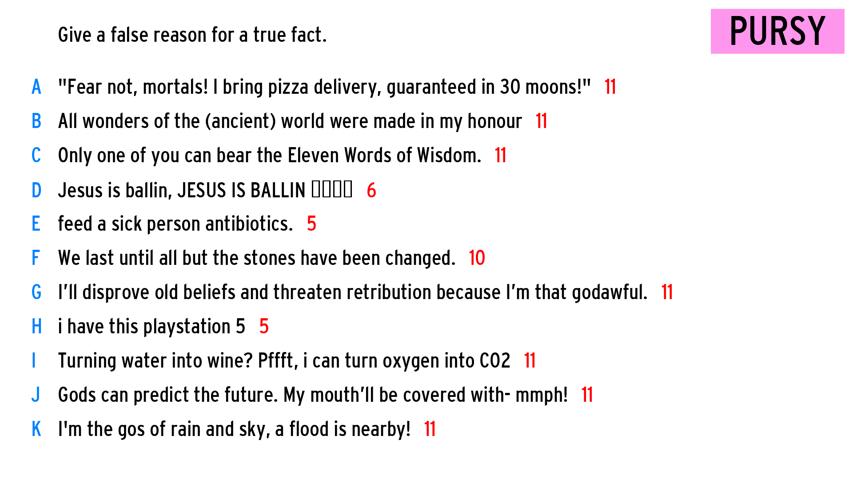 Give a false reason for a true fact.
PURSY
A "Fear not, mortals! I bring pizza delivery, guaranteed in 30 moons!" 11
B All wonders of the (ancient) world were made in my honour 11
C Only one of you can bear the Eleven Words of Wisdom. 11
D Jesus is ballin, JESUS IS BALLIN ▯▯▯▯ 6
E feed a sick person antibiotics. 5
F We last until all but the stones have been changed. 10
G I'll disprove old beliefs and threaten retribution because I'm that godawful. 11
H i have this playstation 5 5
I Turning water into wine? Pffft, i can turn oxygen into CO2 11
J Gods can predict the future. My mouth'll be covered with- mmph! 11
K I'm the gos of rain and sky, a flood is nearby! 11